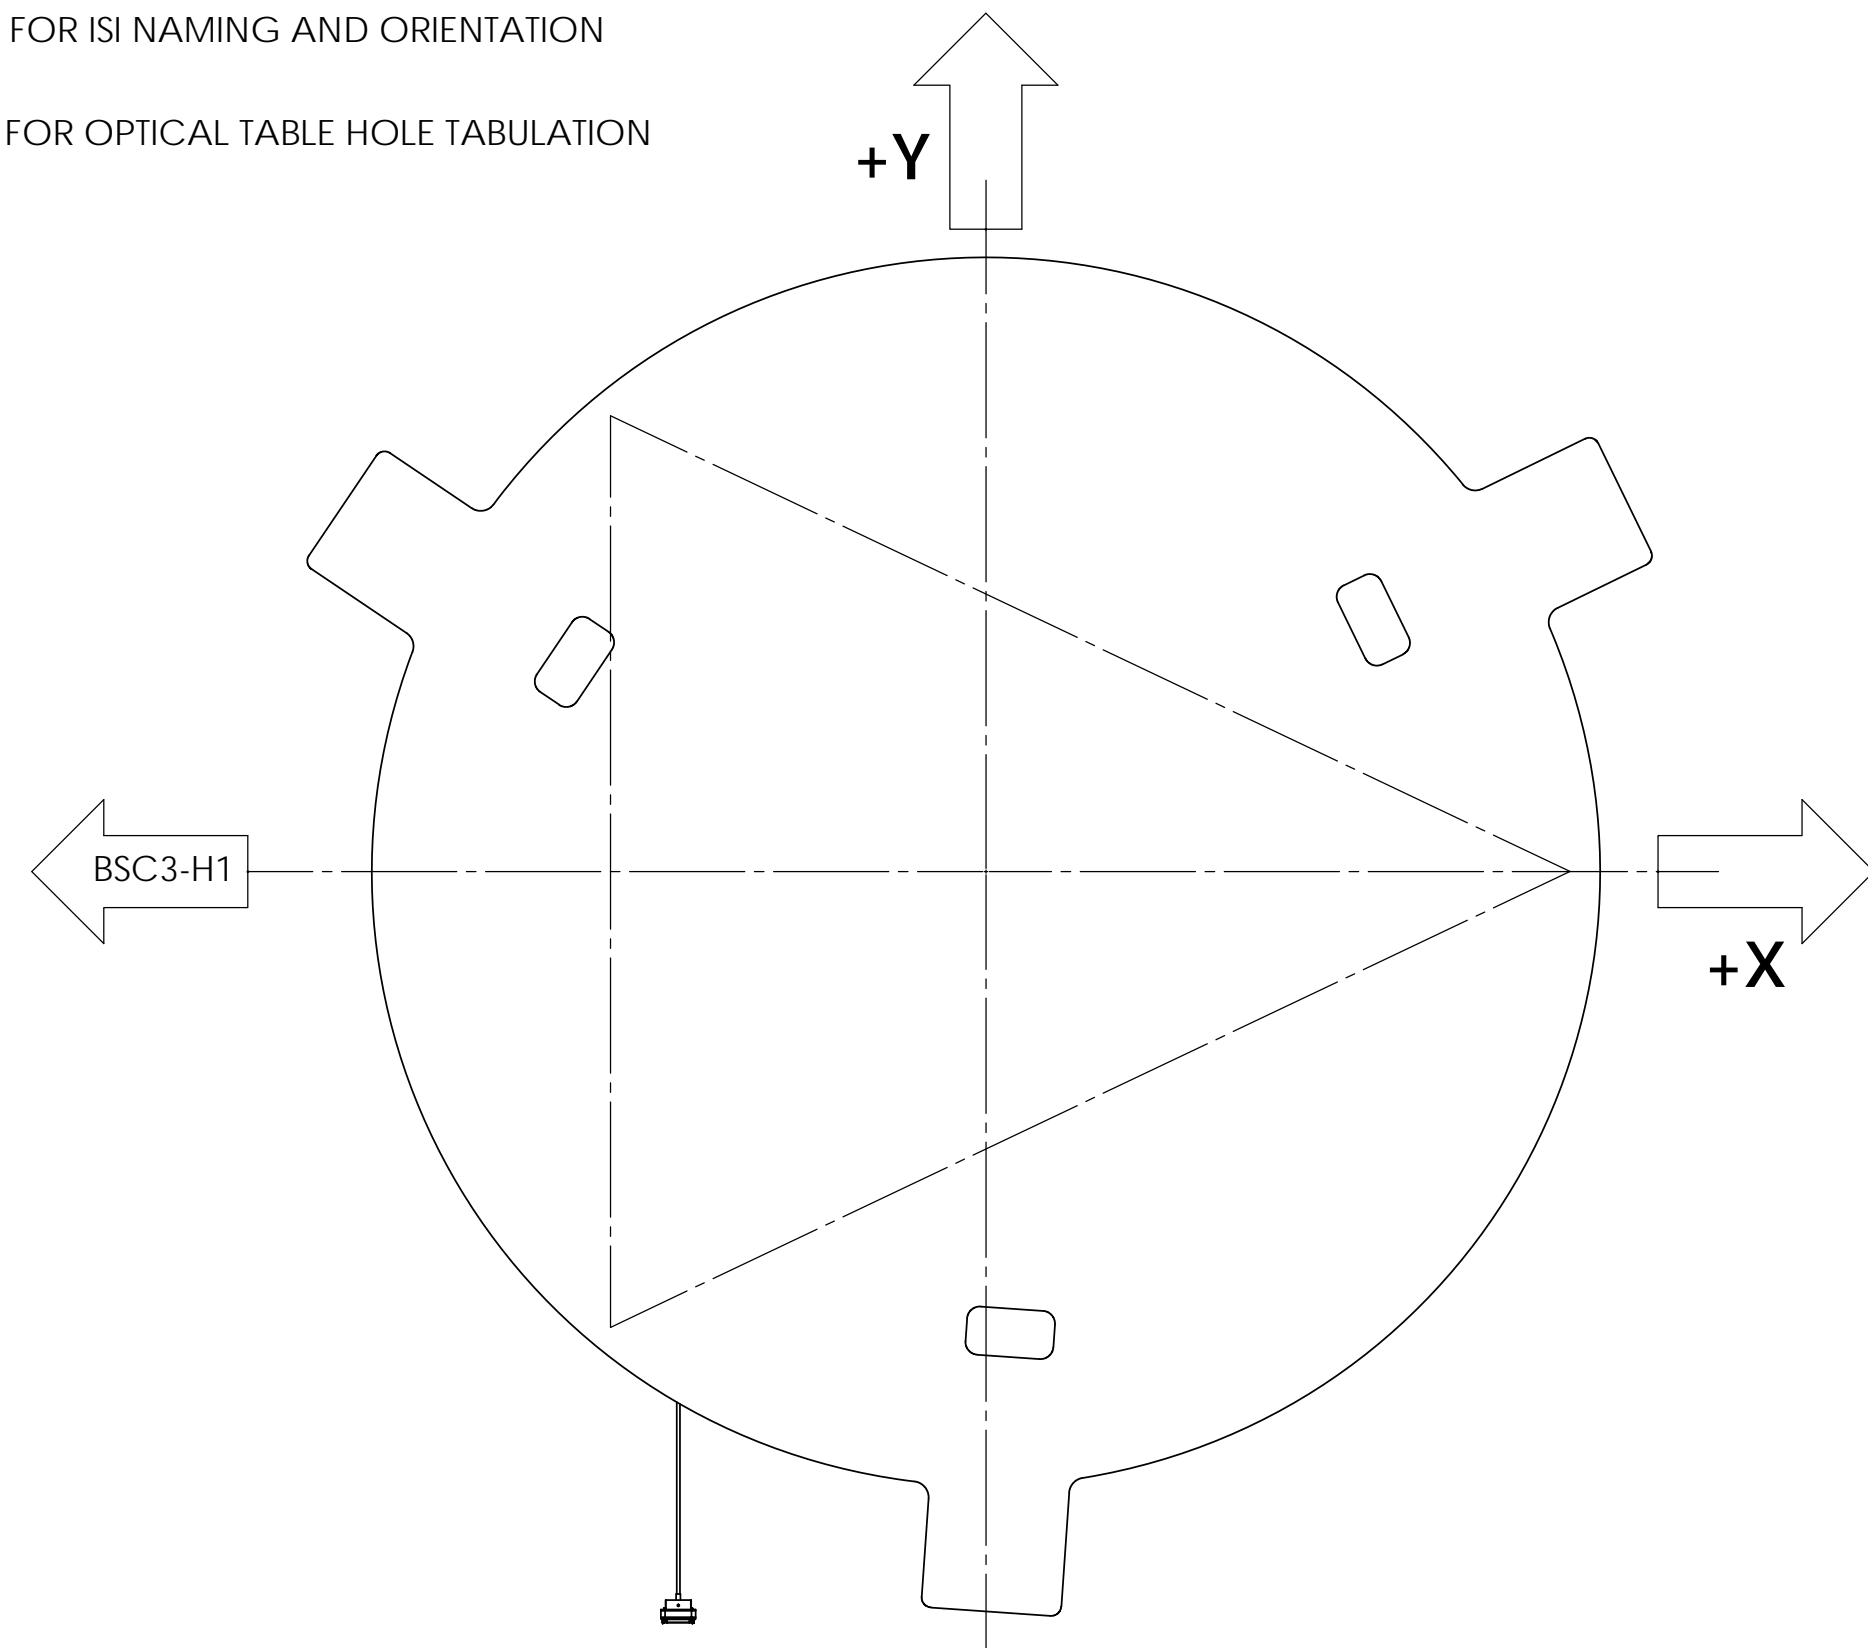 FOR ISI NAMING AND ORIENTATION
FOR OPTICAL TABLE HOLE TABULATION
+Y
BSC3-H1
+X